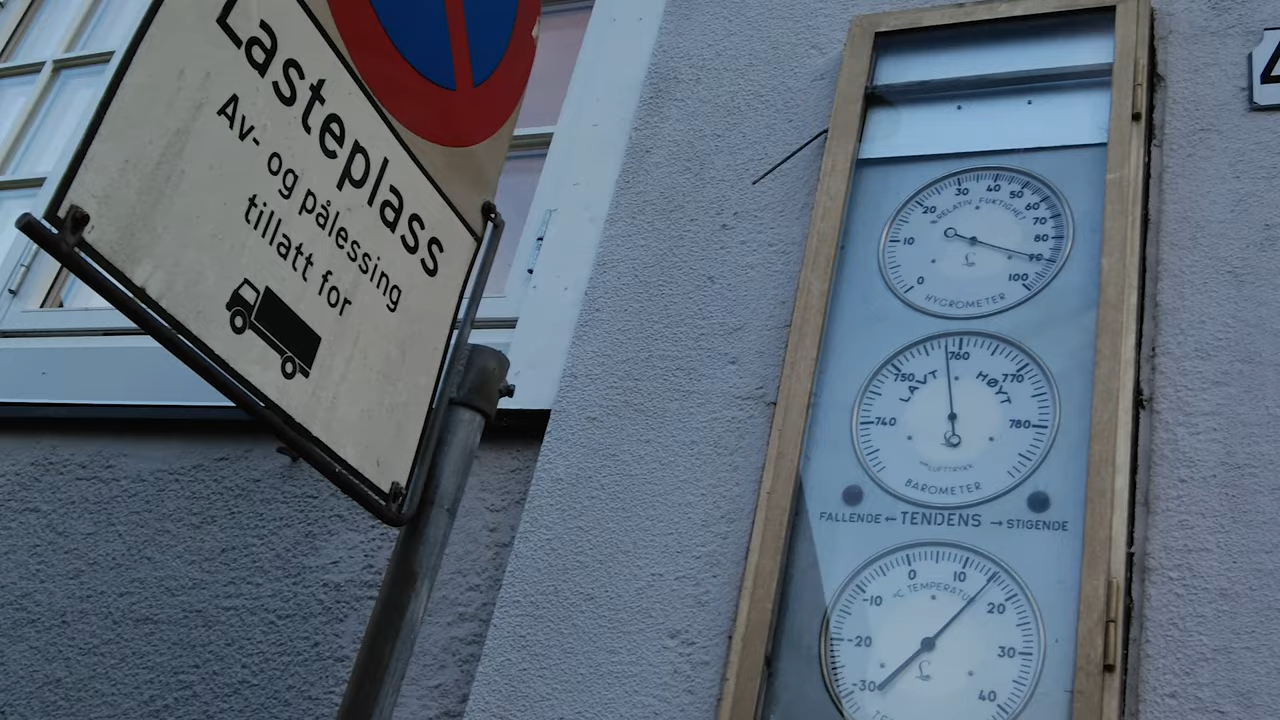 Lasteplass
Av- og pålessing
tillatt for
10 20 30 40 50 60 70 80 90 100
0
RELATIV FUKTIGHET
HYGROMETER
740 750 760 770 780
LAVT HØYT
LUFTTRYKK
BAROMETER
FALLENDE ← TENDENS → STIGENDE
-30 -20 -10 0 10 20 30 40
°C TEMPERATUR